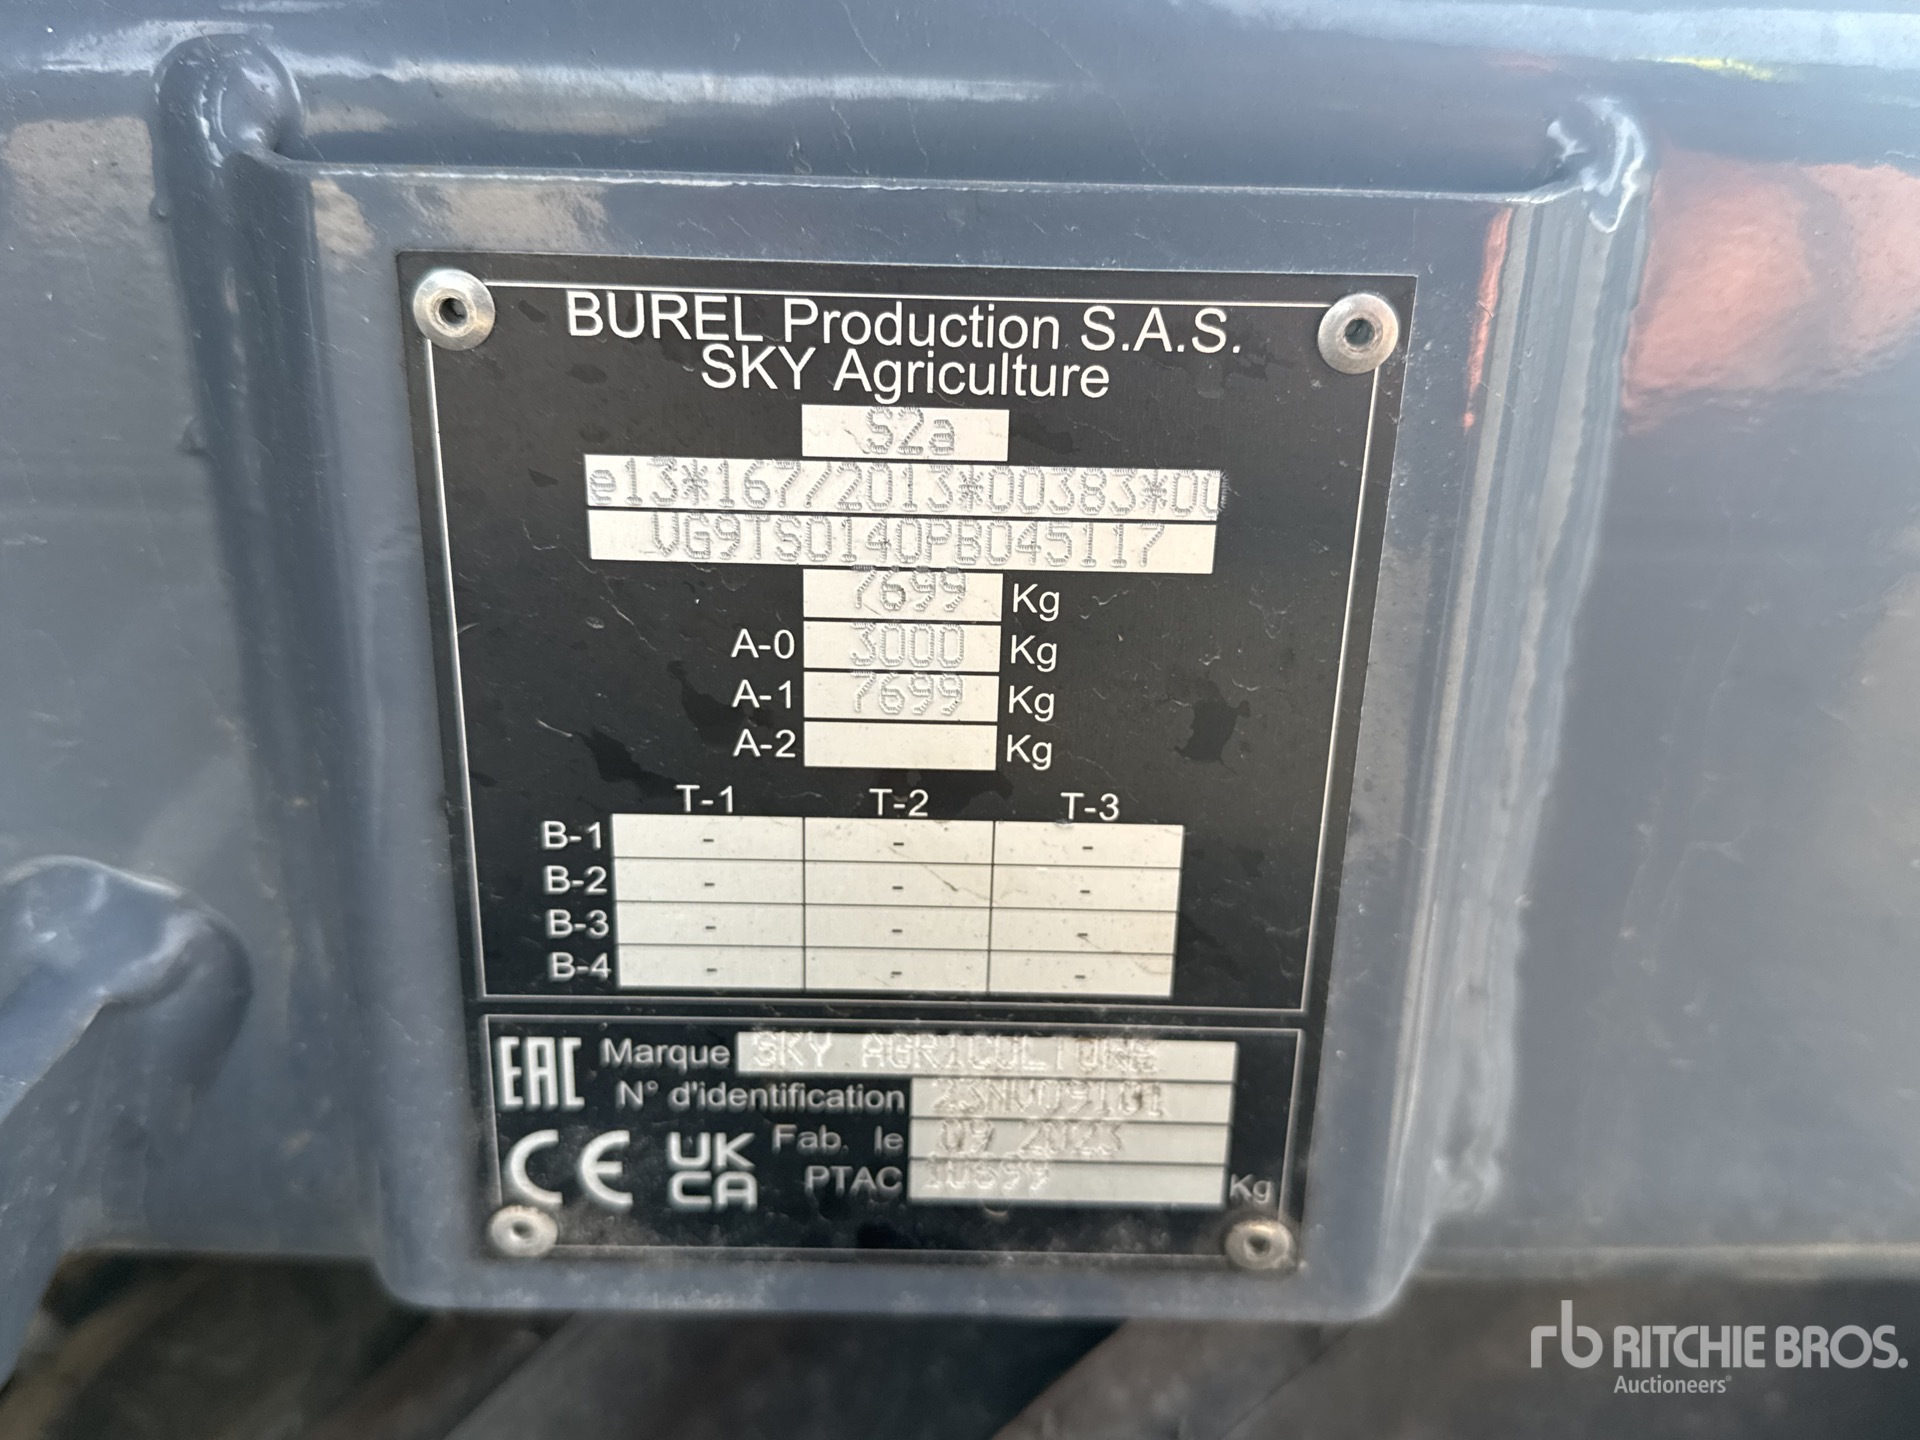 BUREL Production S.A.S.
SKY Agriculture
S2a
e13*167/2013*00383*00
VG9TS0140PB045117
7699 Kg
A-0 3000 Kg
A-1 7699 Kg
A-2 Kg
T-1 T-2 T-3
B-1 - - -
B-2 - - -
B-3 - - -
B-4 - - -
EAC Marque SKY AGRICULTURE
N° d'identification 23NV09101
Fab. le 09 2023
CE UK CA
PTAC 10699 Kg
rb RITCHIE BROS.
Auctioneers